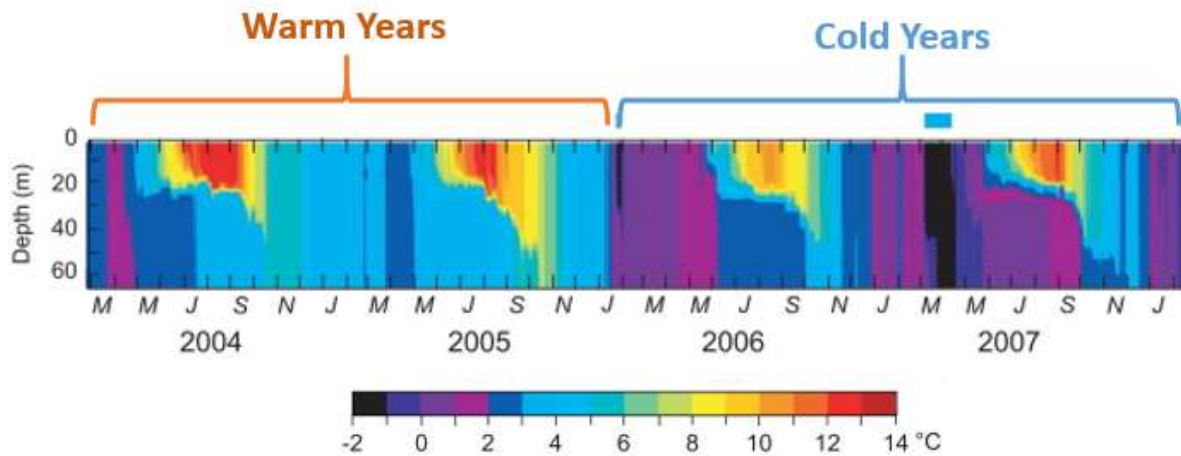 Warm Years
Cold Years
0
20
40
60
Depth (m)
M M J S N J M M J S N J M M J S N J M M J S N J
2004 2005 2006 2007
-2 0 2 4 6 8 10 12 14 °C